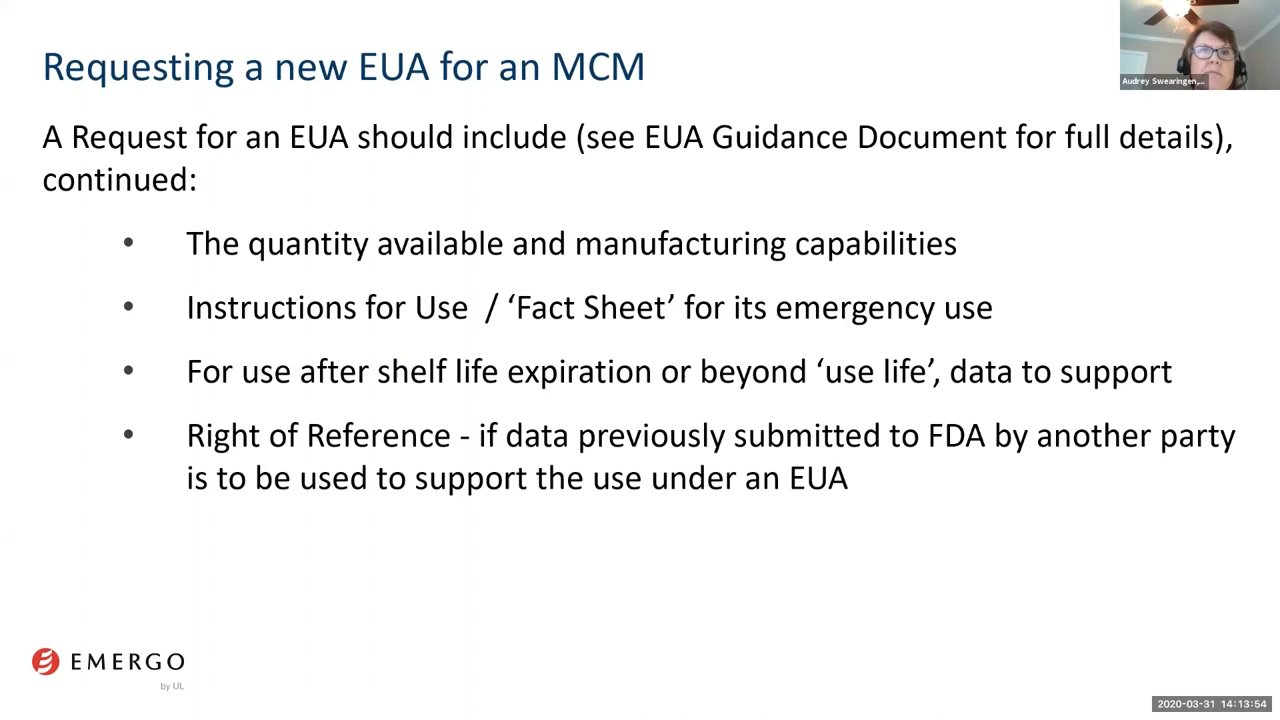 Requesting a new EUA for an MCM
Audrey Swearingen,...
A Request for an EUA should include (see EUA Guidance Document for full details),
continued:
• The quantity available and manufacturing capabilities
• Instructions for Use / ‘Fact Sheet’ for its emergency use
• For use after shelf life expiration or beyond ‘use life’, data to support
• Right of Reference - if data previously submitted to FDA by another party
is to be used to support the use under an EUA
EMERGO
by UL
2020-03-31 14:13:54